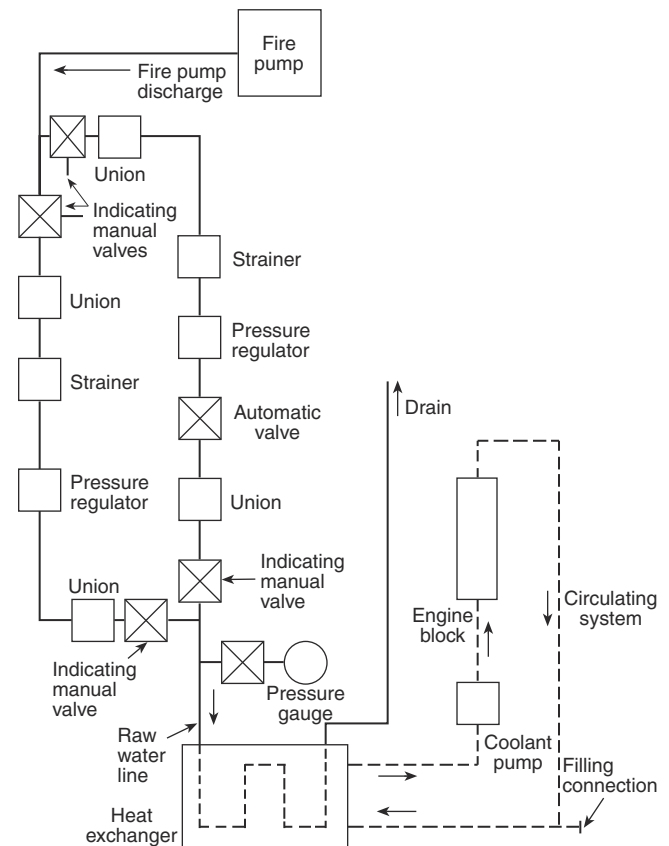 Fire
pump
Fire pump
discharge
Union
Indicating
manual
valves
Strainer
Union
Pressure
regulator
Strainer
Drain
Automatic
valve
Pressure
regulator
Union
Indicating
manual
valve
Union
Engine
block
Circulating
system
Indicating
manual
valve
Pressure
gauge
Raw
water
line
Coolant
pump
Filling
connection
Heat
exchanger